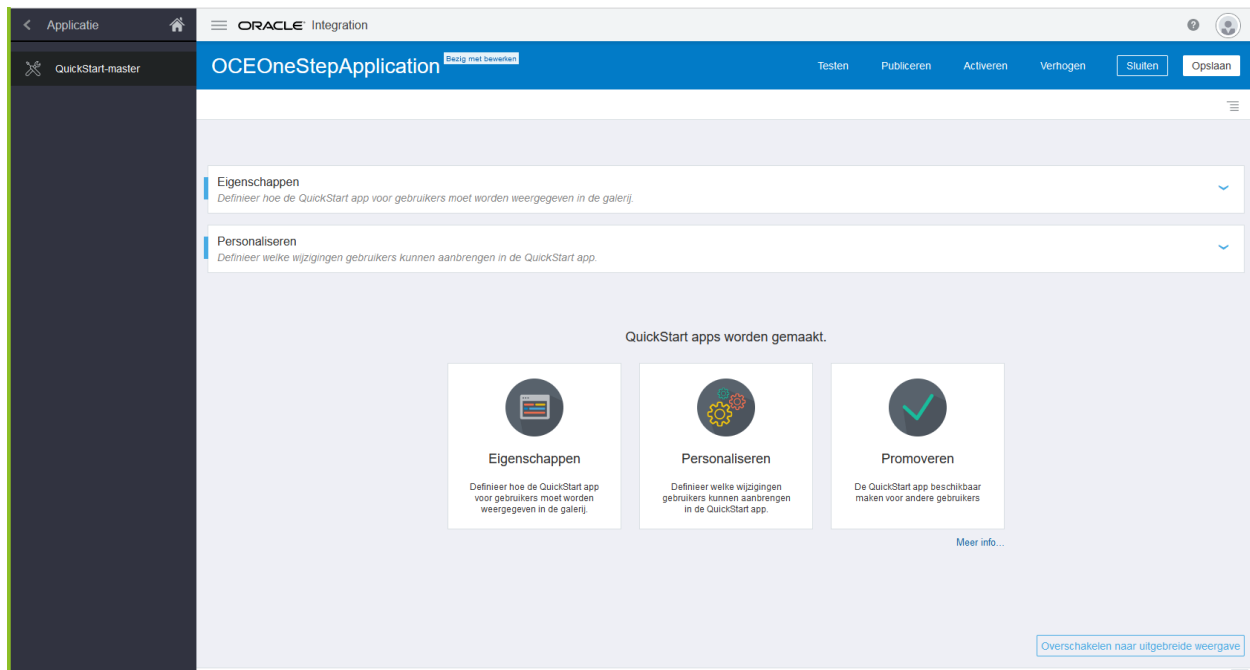 Applicatie
ORACLE® Integration
QuickStart-master
OCEOneStepApplication Bezig met bewerken
Testen Publiceren Activeren Verhogen Sluiten Opslaan
Eigenschappen
Definieer hoe de QuickStart app voor gebruikers moet worden weergegeven in de galerij.
Personaliseren
Definieer welke wijzigingen gebruikers kunnen aanbrengen in de QuickStart app.
QuickStart apps worden gemaakt.
Eigenschappen
Definieer hoe de QuickStart app
voor gebruikers moet worden
weergegeven in de galerij.
Personaliseren
Definieer welke wijzigingen
gebruikers kunnen aanbrengen
in de QuickStart app.
Promoveren
De QuickStart app beschikbaar
maken voor andere gebruikers
Meer info...
Overschakelen naar uitgebreide weergave